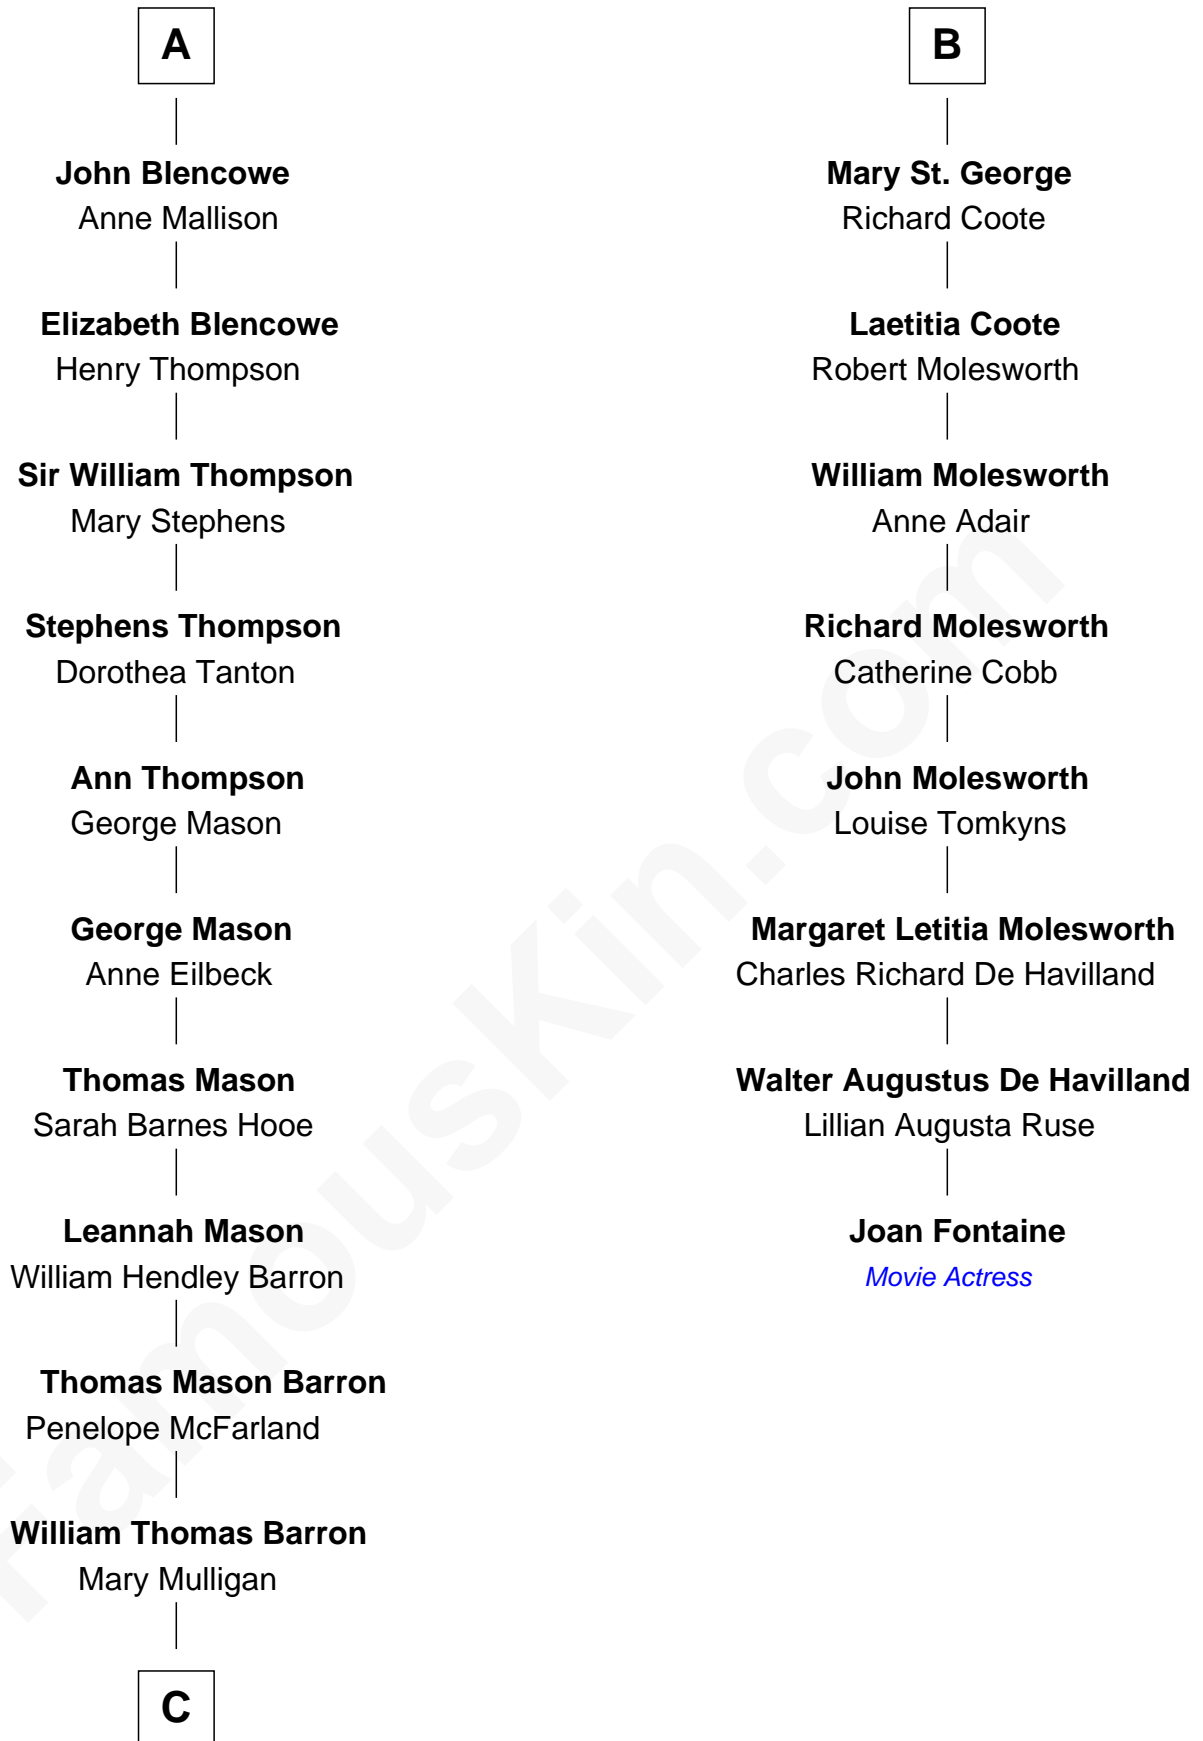 A
John Blencowe
Anne Mallison
Elizabeth Blencowe
Henry Thompson
Sir William Thompson
Mary Stephens
Stephens Thompson
Dorothea Tanton
Ann Thompson
George Mason
George Mason
Anne Eilbeck
Thomas Mason
Sarah Barnes Hooe
Leannah Mason
William Hendley Barron
Thomas Mason Barron
Penelope McFarland
William Thomas Barron
Mary Mulligan
C
B
Mary St. George
Richard Coote
Laetitia Coote
Robert Molesworth
William Molesworth
Anne Adair
Richard Molesworth
Catherine Cobb
John Molesworth
Louise Tomkyns
Margaret Letitia Molesworth
Charles Richard De Havilland
Walter Augustus De Havilland
Lillian Augusta Ruse
Joan Fontaine
Movie Actress
FamousKin.com